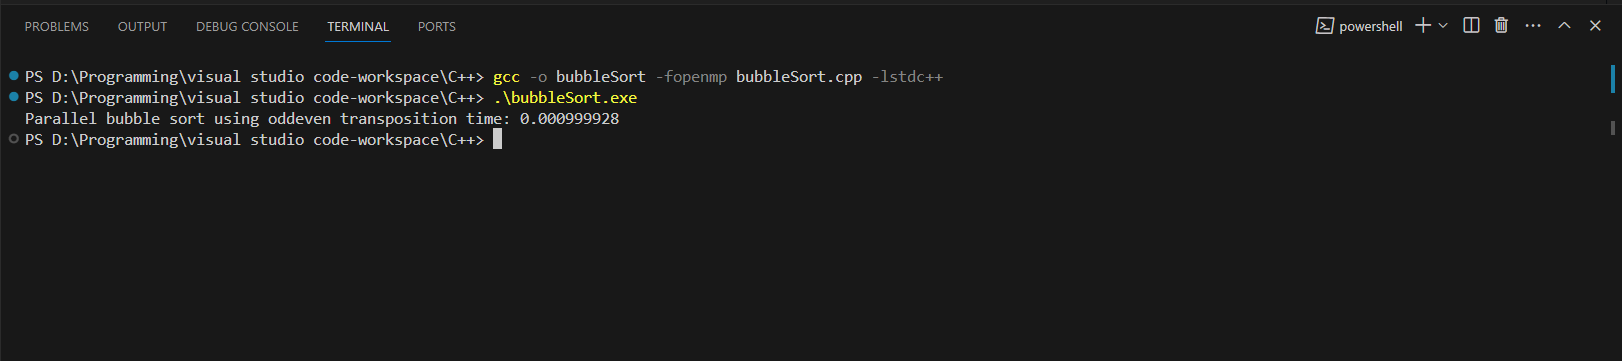 PROBLEMS OUTPUT DEBUG CONSOLE TERMINAL PORTS powershell
PS D:\Programming\visual studio code-workspace\C++> gcc -o bubbleSort -fopenmp bubbleSort.cpp -lstdc++
PS D:\Programming\visual studio code-workspace\C++> .\bubbleSort.exe
Parallel bubble sort using oddeven transposition time: 0.000999928
PS D:\Programming\visual studio code-workspace\C++>